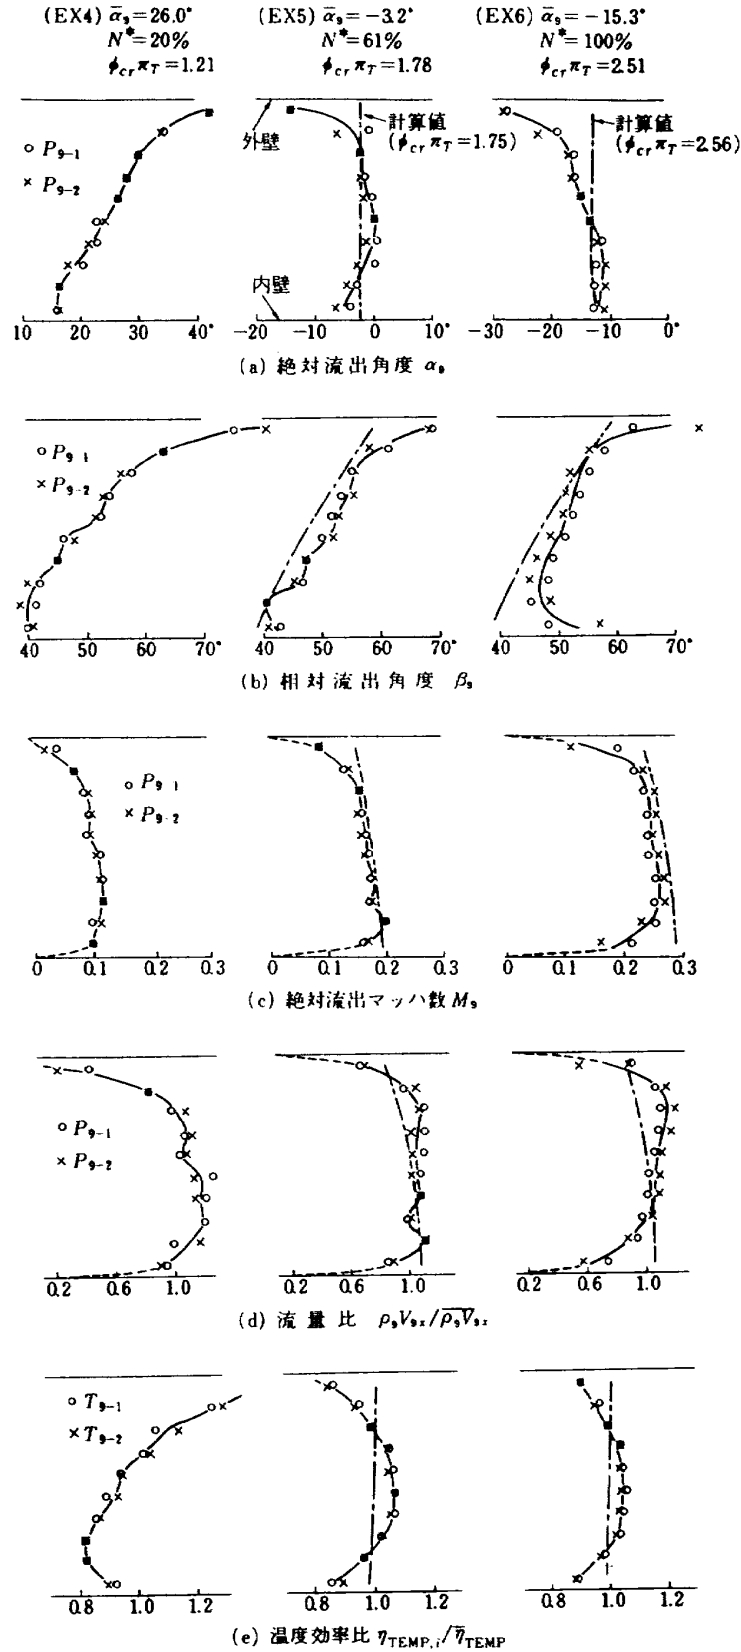 (EX4) ᾱ₉=26.0° (EX5) ᾱ₉=−3.2° (EX6) ᾱ₉=−15.3°
N*=20% N*=61% N*=100%
ϕcr πT=1.21 ϕcr πT=1.78 ϕcr πT=2.51
外壁
計算値
(ϕcr πT=1.75)
計算値
(ϕcr πT=2.56)
○ P₉₋₁
× P₉₋₂
内壁
10 20 30 40° −20 −10 0 10° −30 −20 −10 0°
(a) 絶対流出角度 α₉
○ P₉₋₁
× P₉₋₂
40 50 60 70° 40 50 60 70° 40 50 60 70°
(b) 相対流出角度 β₉
○ P₉₋₁
× P₉₋₂
0 0.1 0.2 0.3 0 0.1 0.2 0.3 0 0.1 0.2 0.3
(c) 絶対流出マッハ数 M₉
○ P₉₋₁
× P₉₋₂
0.2 0.6 1.0 0.2 0.6 1.0 0.2 0.6 1.0
(d) 流量比 ρ₉V₉ₓ/ρ₉V₉ₓ
○ T₉₋₁
× T₉₋₂
0.8 1.0 1.2 0.8 1.0 1.2 0.8 1.0 1.2
(e) 温度効率比 ηTEMP,i/η̄TEMP